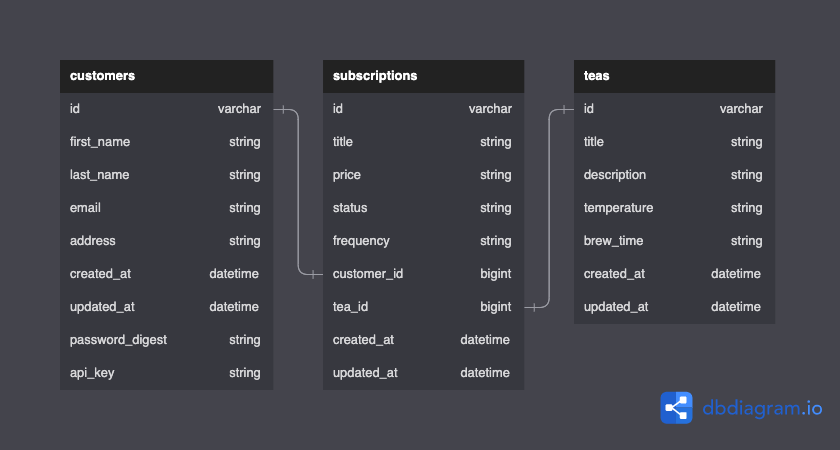 customers
id varchar
first_name string
last_name string
email string
address string
created_at datetime
updated_at datetime
password_digest string
api_key string
subscriptions
id varchar
title string
price string
status string
frequency string
customer_id bigint
tea_id bigint
created_at datetime
updated_at datetime
teas
id varchar
title string
description string
temperature string
brew_time string
created_at datetime
updated_at datetime
dbdiagram.io